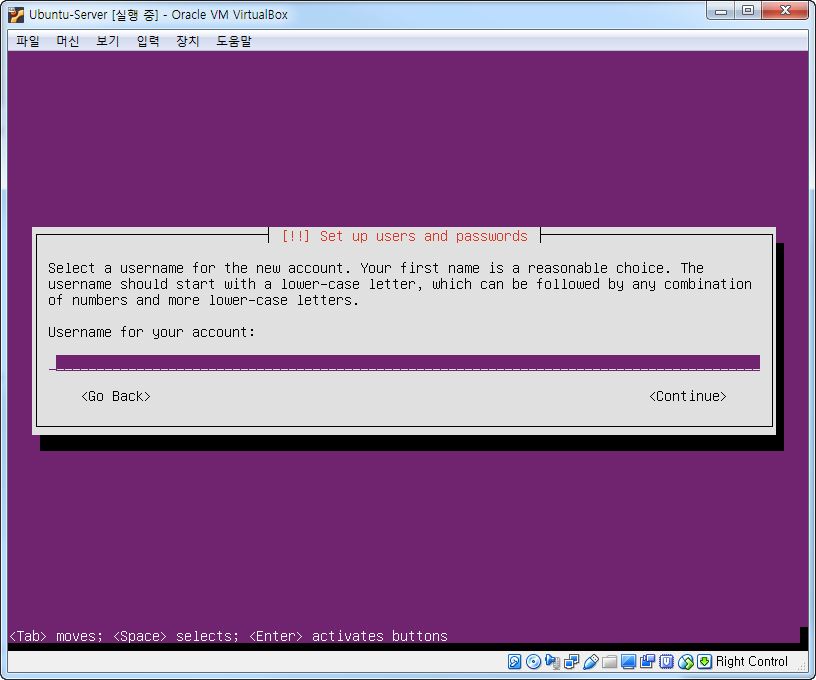 Ubuntu-Server [실행 중] - Oracle VM VirtualBox
파일 머신 보기 입력 장치 도움말
[!!] Set up users and passwords
Select a username for the new account. Your first name is a reasonable choice. The
username should start with a lower-case letter, which can be followed by any combination
of numbers and more lower-case letters.
Username for your account:
<Go Back> <Continue>
<Tab> moves; <Space> selects; <Enter> activates buttons
Right Control